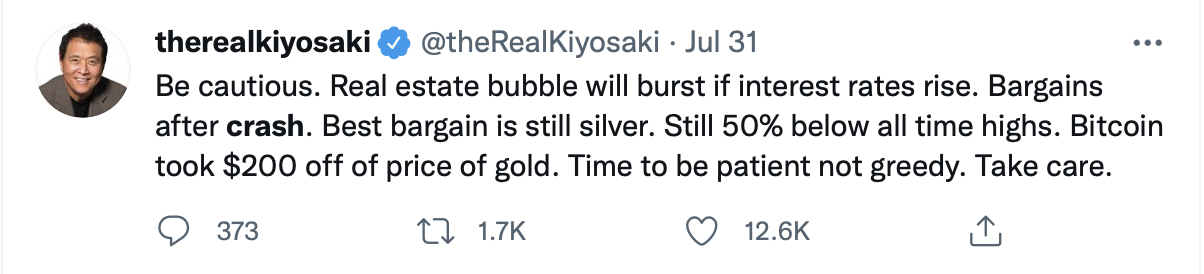 therealkiyosaki @theRealKiyosaki · Jul 31
Be cautious. Real estate bubble will burst if interest rates rise. Bargains
after crash. Best bargain is still silver. Still 50% below all time highs. Bitcoin
took $200 off of price of gold. Time to be patient not greedy. Take care.
373 1.7K 12.6K